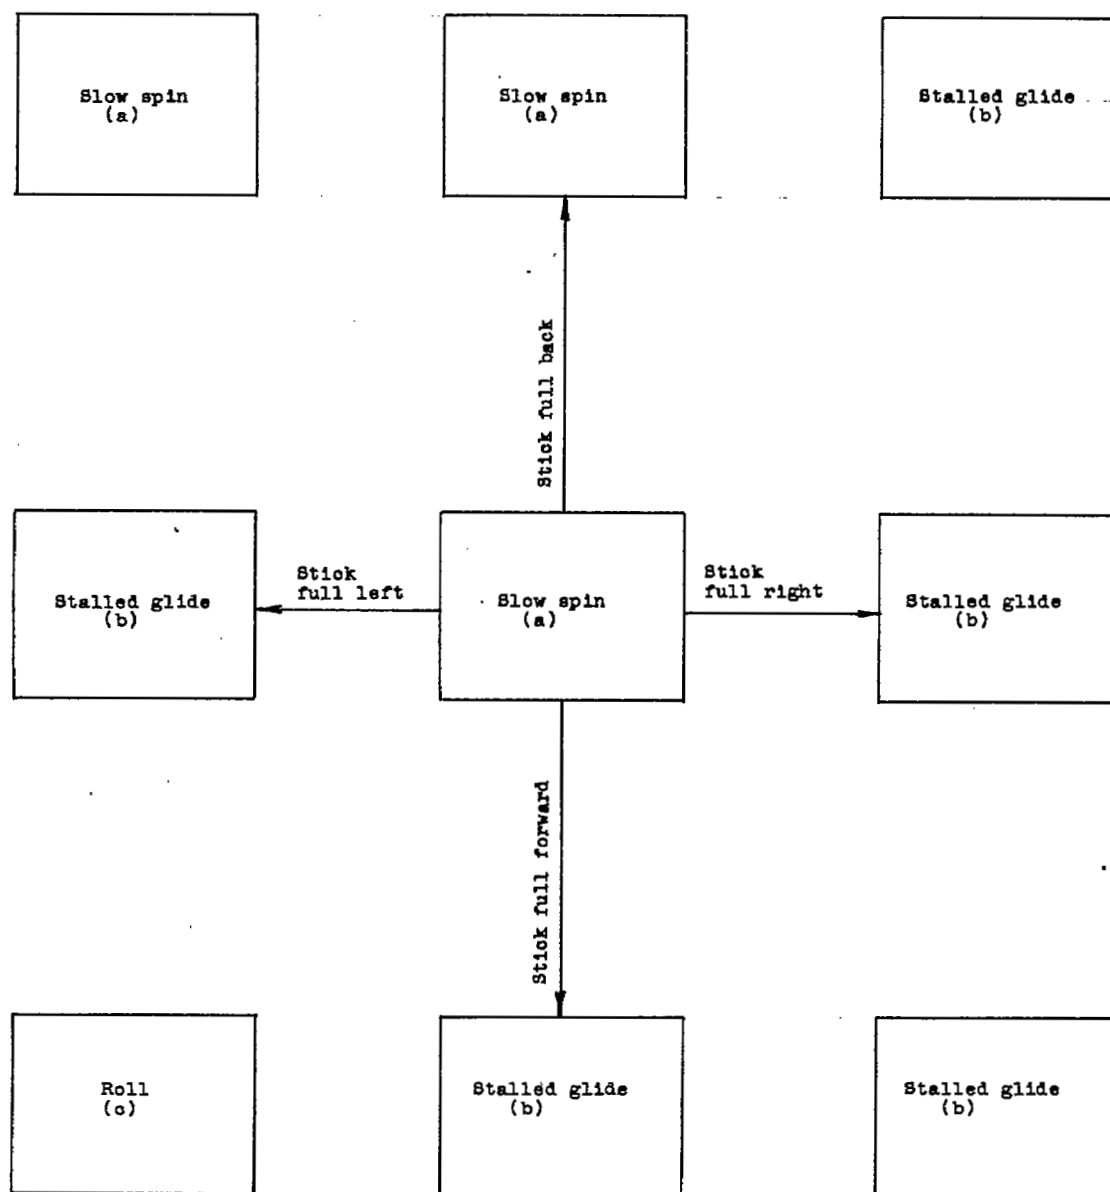 Slow spin
(a)
Slow spin
(a)
Stalled glide
(b)
Stick full back
Stalled glide
(b)
Stick
full left
Slow spin
(a)
Stick
full right
Stalled glide
(b)
Stick full forward
Roll
(c)
Stalled glide
(b)
Stalled glide
(b)